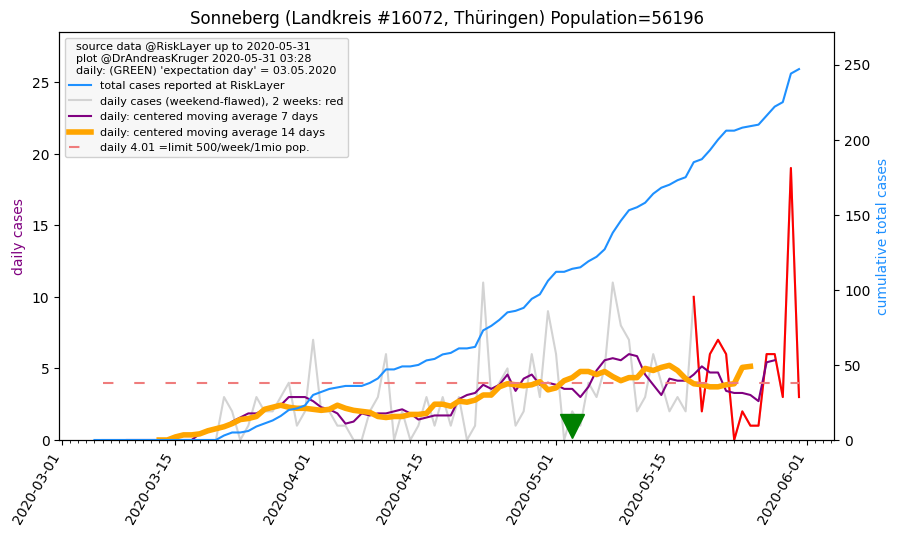 Sonneberg (Landkreis #16072, Thüringen) Population=56196
source data @RiskLayer up to 2020-05-31
plot @DrAndreasKruger 2020-05-31 03:28
daily: (GREEN) 'expectation day' = 03.05.2020
total cases reported at RiskLayer
daily cases (weekend-flawed), 2 weeks: red
daily: centered moving average 7 days
daily: centered moving average 14 days
daily 4.01 =limit 500/week/1mio pop.
daily cases
25
20
15
10
5
0
cumulative total cases
250
200
150
100
50
0
2020-03-01
2020-03-15
2020-04-01
2020-04-15
2020-05-01
2020-05-15
2020-06-01